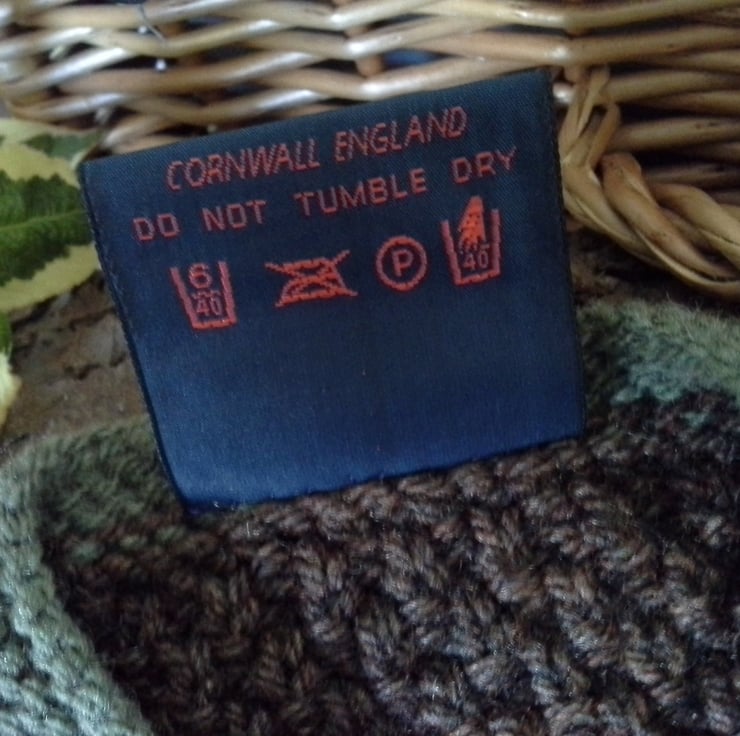 CORNWALL ENGLAND
DO NOT TUMBLE DRY
6 40 P 40